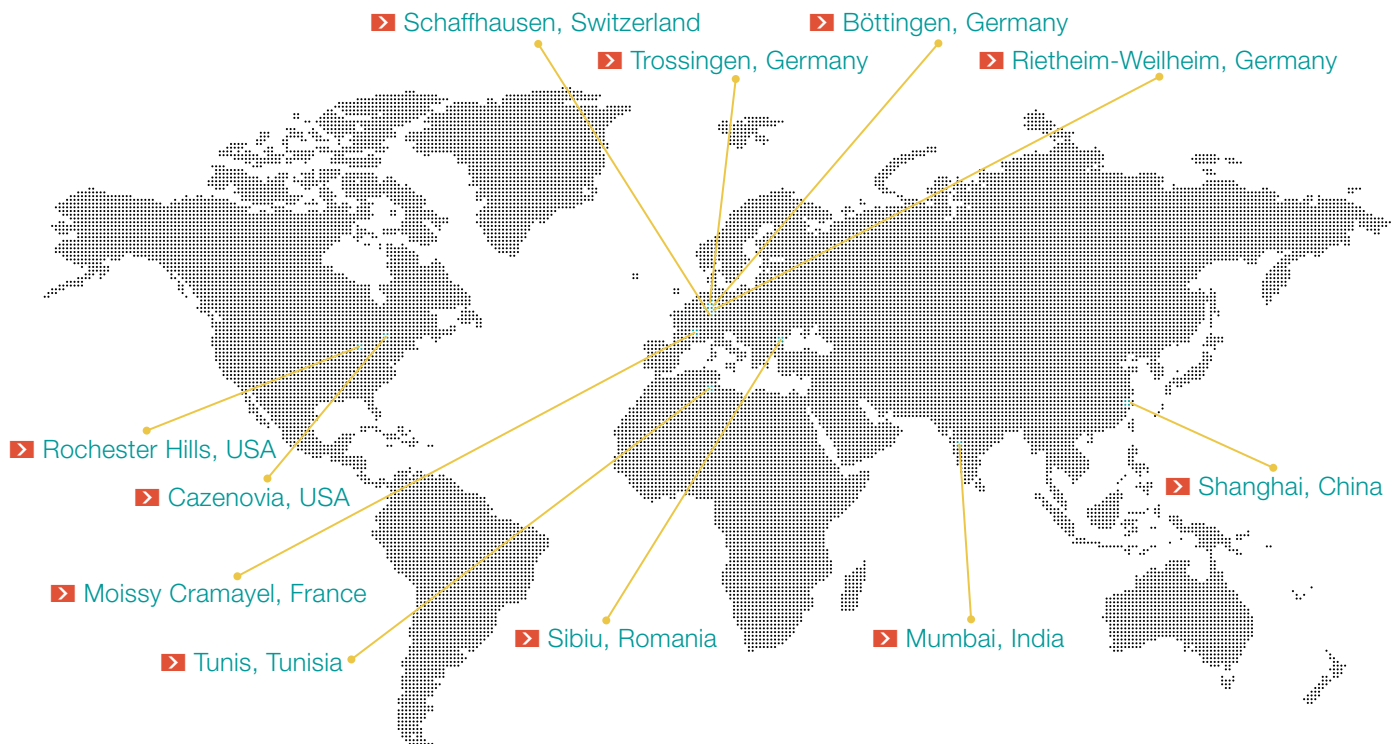 Schaffhausen, Switzerland
Böttingen, Germany
Trossingen, Germany
Rietheim-Weilheim, Germany
Rochester Hills, USA
Cazenovia, USA
Shanghai, China
Moissy Cramayel, France
Sibiu, Romania
Mumbai, India
Tunis, Tunisia